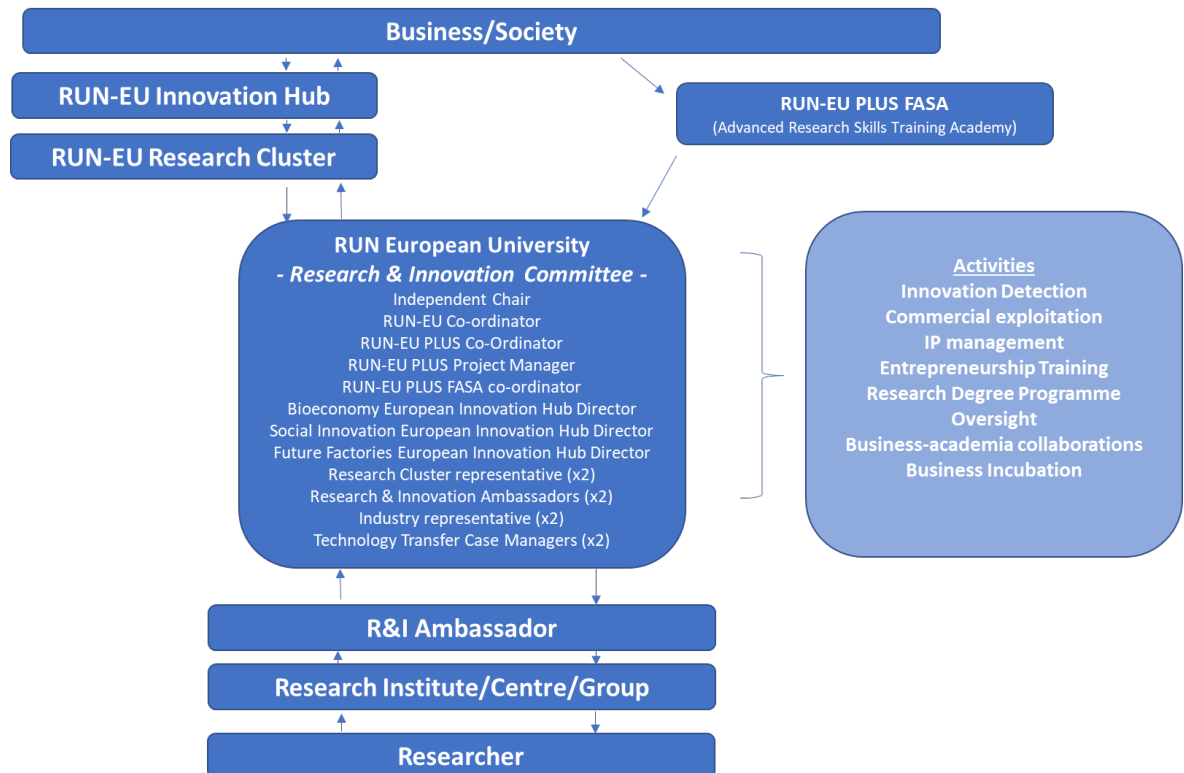 Business/Society
RUN-EU Innovation Hub
RUN-EU PLUS FASA
(Advanced Research Skills Training Academy)
RUN-EU Research Cluster
RUN European University
- Research & Innovation Committee -
Independent Chair
RUN-EU Co-ordinator
RUN-EU PLUS Co-Ordinator
RUN-EU PLUS Project Manager
RUN-EU PLUS FASA co-ordinator
Bioeconomy European Innovation Hub Director
Social Innovation European Innovation Hub Director
Future Factories European Innovation Hub Director
Research Cluster representative (x2)
Research & Innovation Ambassadors (x2)
Industry representative (x2)
Technology Transfer Case Managers (x2)
Activities
Innovation Detection
Commercial exploitation
IP management
Entrepreneurship Training
Research Degree Programme
Oversight
Business-academia collaborations
Business Incubation
R&I Ambassador
Research Institute/Centre/Group
Researcher